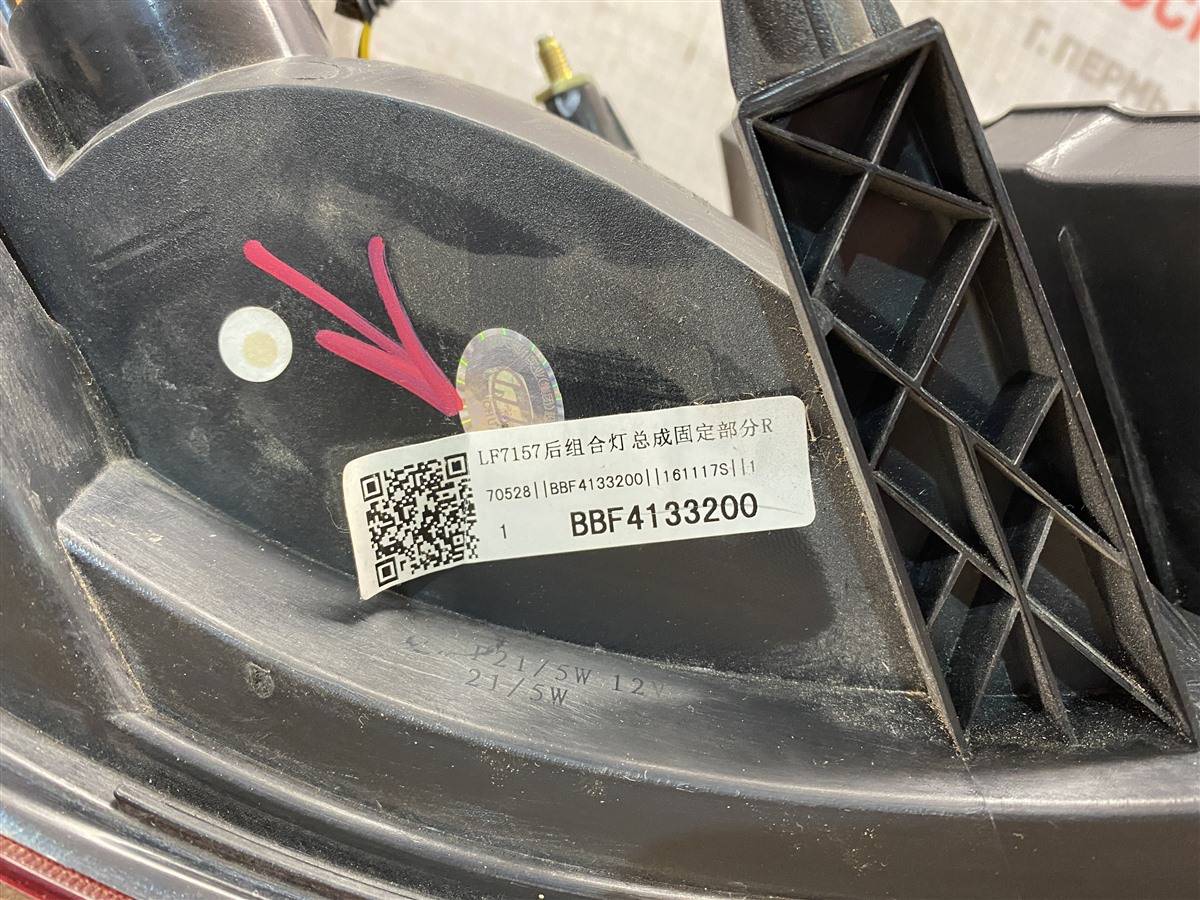 Г. ПЕРМЬ
LF7157后组合灯总成固定部分R
70528||BBF4133200||161117S||1
1 BBF4133200
P21/5W 12V
21/5W